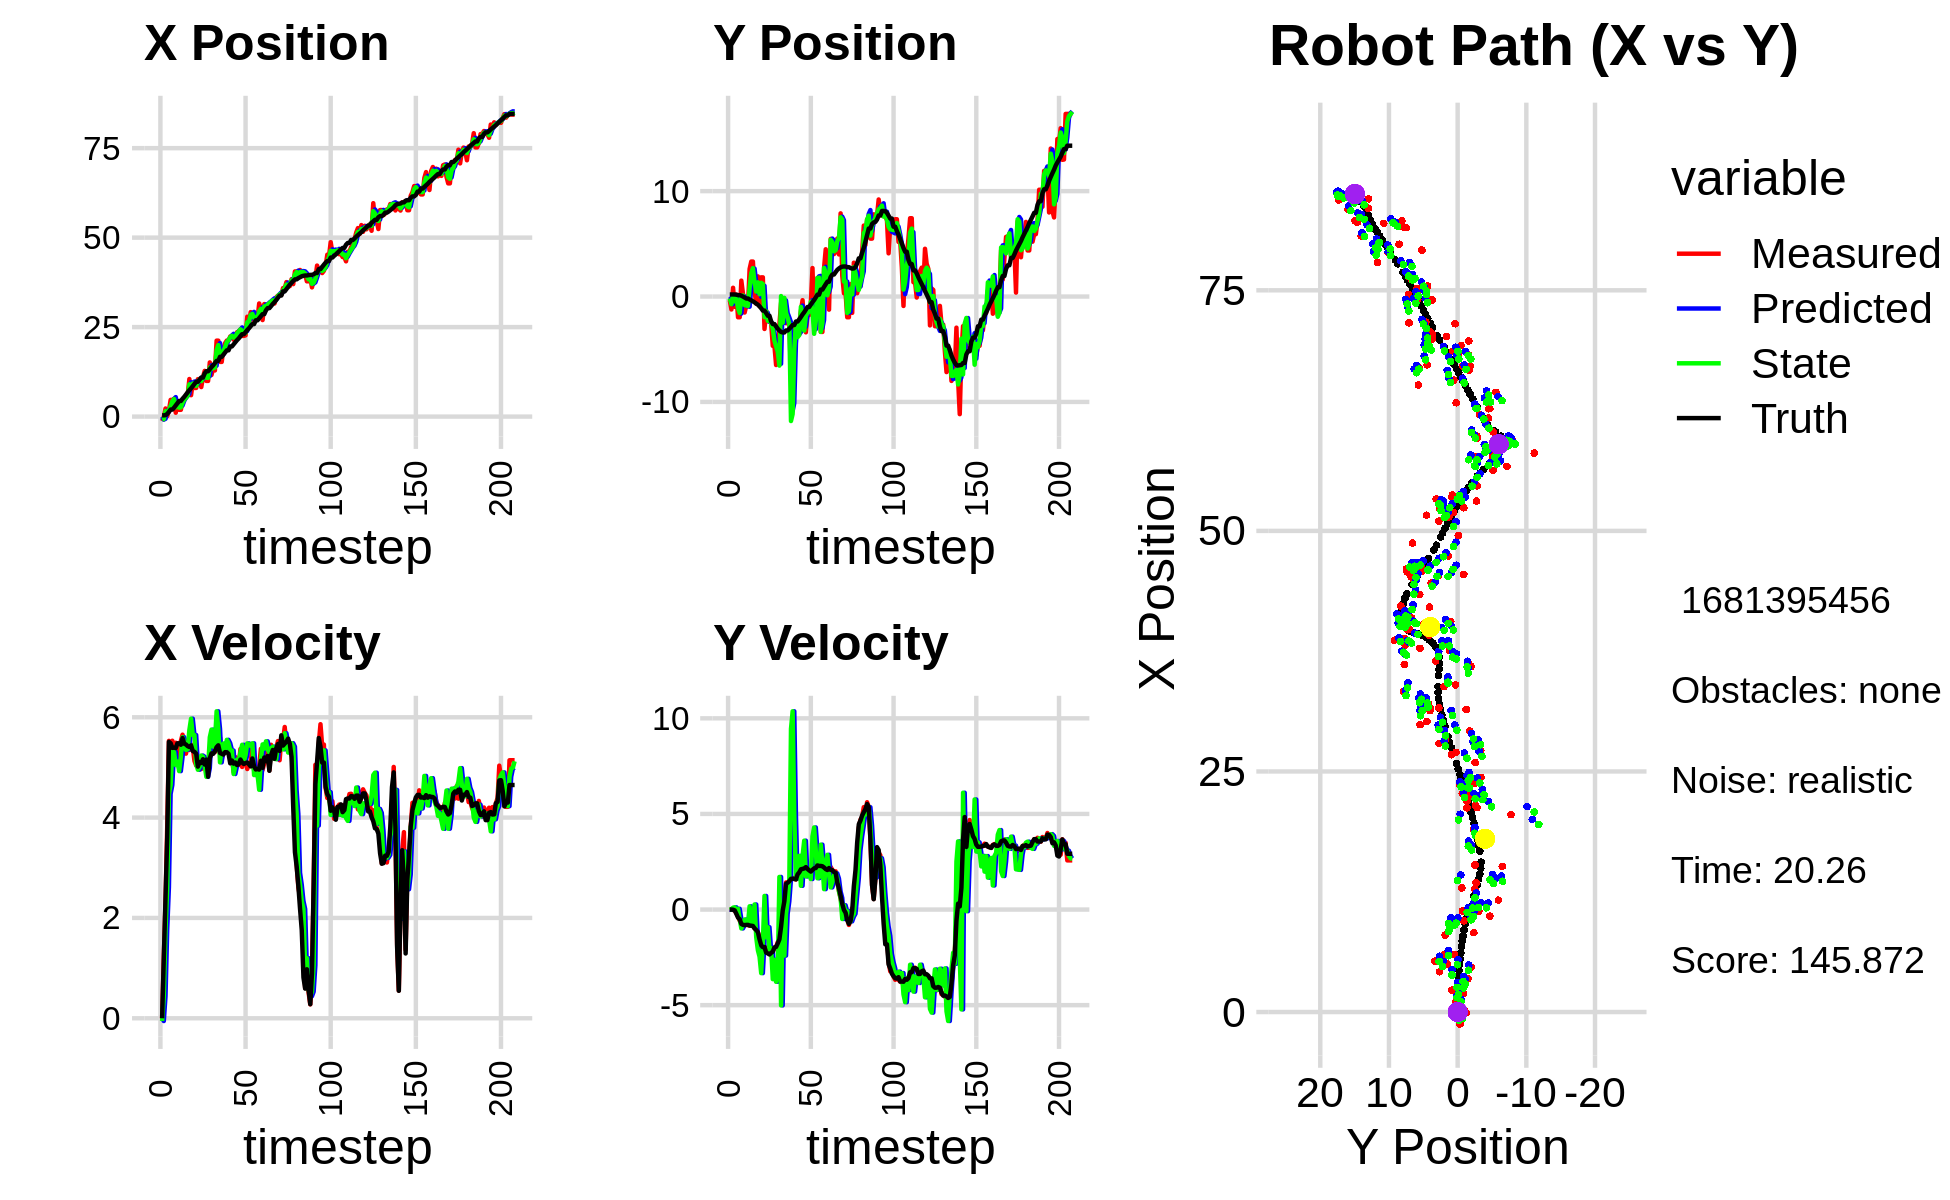 X Position
75
50
25
0
0
50
100
150
200
timestep
Y Position
10
0
-10
0
50
100
150
200
timestep
X Velocity
6
4
2
0
0
50
100
150
200
timestep
Y Velocity
10
5
0
-5
0
50
100
150
200
timestep
Robot Path (X vs Y)
X Position
75
50
25
0
20 10 0 -10 -20
Y Position
variable
Measured
Predicted
State
Truth
1681395456
Obstacles: none
Noise: realistic
Time: 20.26
Score: 145.872